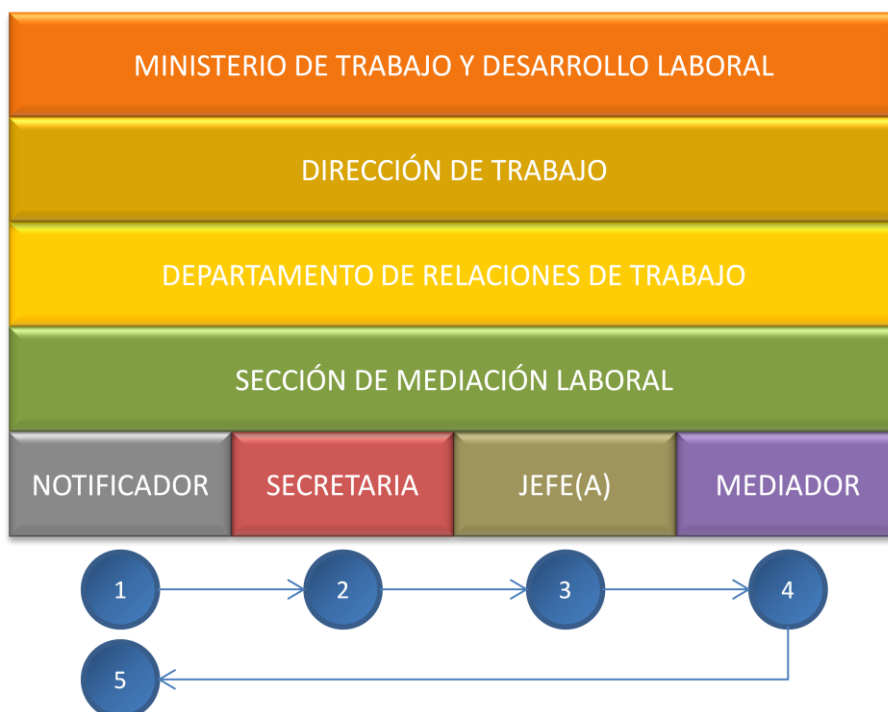 MINISTERIO DE TRABAJO Y DESARROLLO LABORAL
DIRECCIÓN DE TRABAJO
DEPARTAMENTO DE RELACIONES DE TRABAJO
SECCIÓN DE MEDIACIÓN LABORAL
NOTIFICADOR SECRETARIA JEFE(A) MEDIADOR
1 2 3 4
5